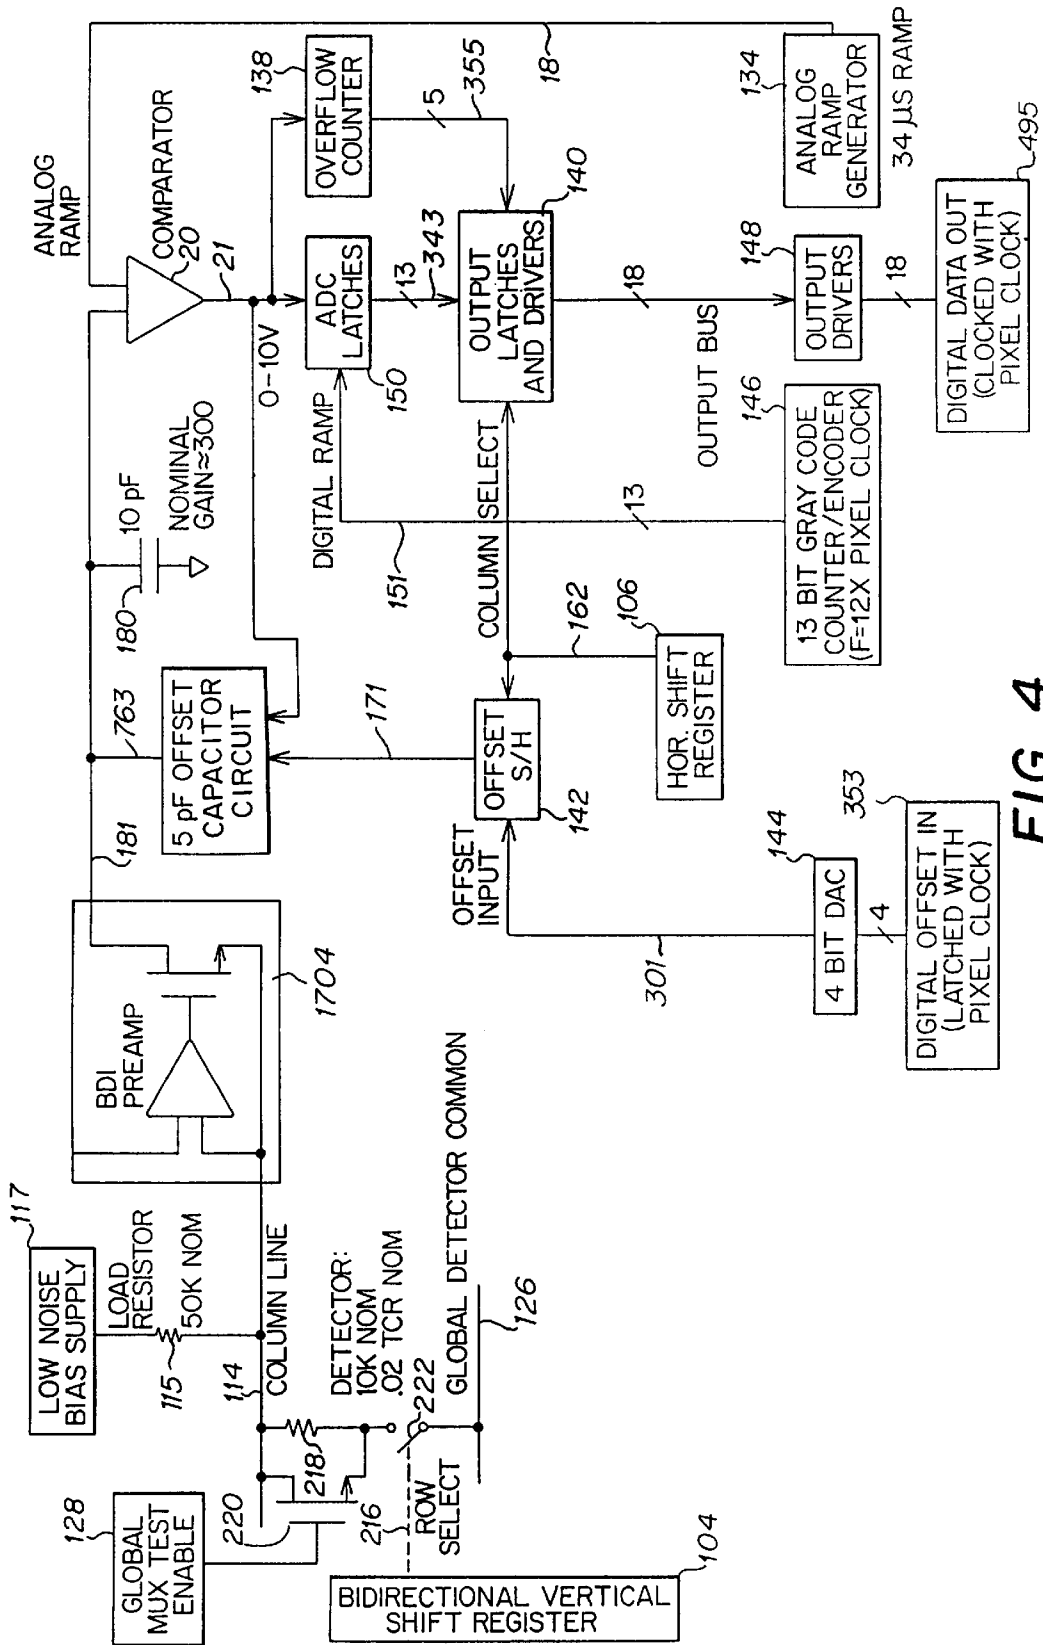 128
GLOBAL
MUX TEST
ENABLE
117
LOW NOISE
BIAS SUPPLY
LOAD
RESISTOR
115
50K NOM
114
COLUMN LINE
220
218
216
DETECTOR:
10K NOM
.02 TCR NOM
222
ROW
SELECT
GLOBAL DETECTOR COMMON
126
BIDIRECTIONAL VERTICAL
SHIFT REGISTER
104
BDI
PREAMP
1704
181
763
5 pF OFFSET
CAPACITOR
CIRCUIT
180
10 pF
NOMINAL
GAIN≈300
171
OFFSET
INPUT
OFFSET
S/H
142
301
144
4 BIT DAC
4
353
DIGITAL OFFSET IN
(LATCHED WITH
PIXEL CLOCK)
162
106
HOR. SHIFT
REGISTER
COLUMN SELECT
ANALOG
RAMP
COMPARATOR
20
21
0-10V
138
OVERFLOW
COUNTER
5
355
ADC
LATCHES
150
13
343
DIGITAL RAMP
151
13
OUTPUT
LATCHES
AND DRIVERS
140
18
OUTPUT BUS
146
13 BIT GRAY CODE
COUNTER/ENCODER
(F=12X PIXEL CLOCK)
148
OUTPUT
DRIVERS
18
18
134
ANALOG
RAMP
GENERATOR
34 µS RAMP
495
DIGITAL DATA OUT
(CLOCKED WITH
PIXEL CLOCK)
FIG. 4